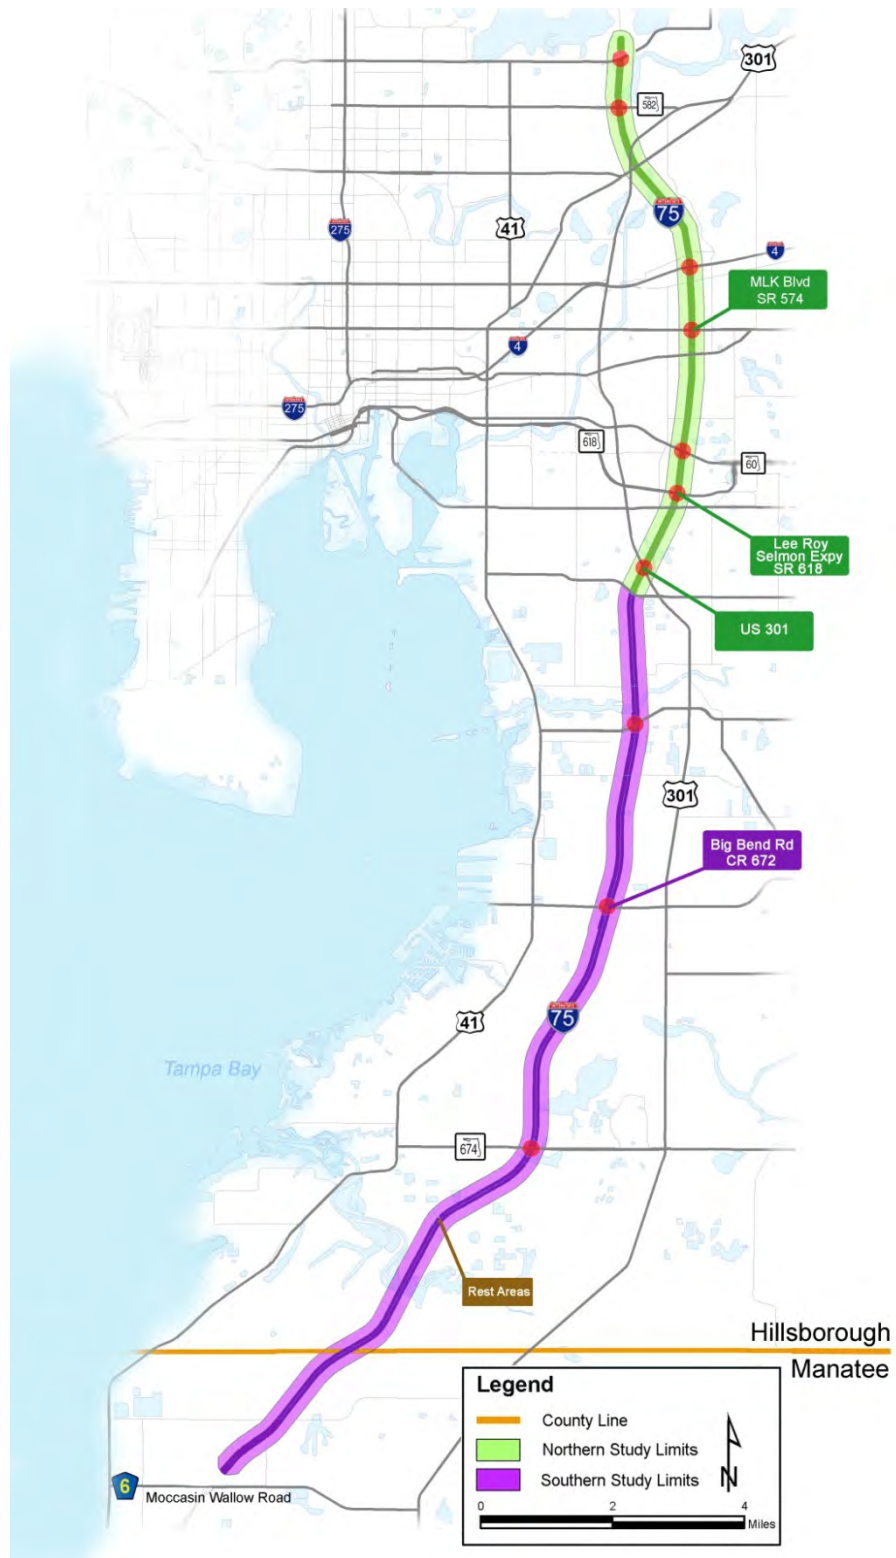 301
582
75
41
275
4
MLK Blvd
SR 574
4
275
618
60
Lee Roy
Selmon Expy
SR 618
US 301
301
Big Bend Rd
CR 672
75
41
Tampa Bay
674
Rest Areas
Hillsborough
Manatee
Legend
County Line
Northern Study Limits
Southern Study Limits
N
0 2 4
Miles
6
Moccasin Wallow Road